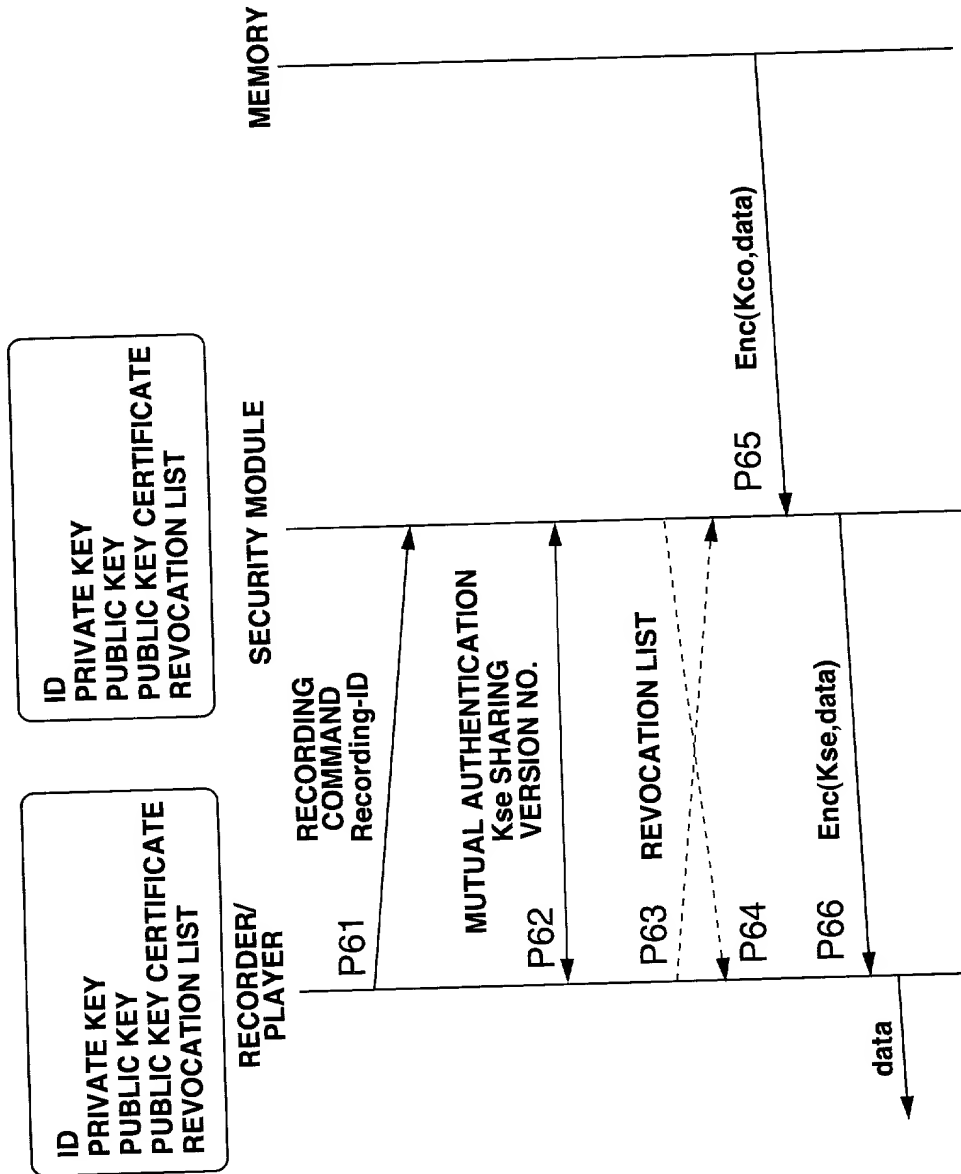 ID
PRIVATE KEY
PUBLIC KEY
PUBLIC KEY CERTIFICATE
REVOCATION LIST
ID
PRIVATE KEY
PUBLIC KEY
PUBLIC KEY CERTIFICATE
REVOCATION LIST
RECORDER/
PLAYER
SECURITY MODULE
MEMORY
P61
RECORDING
COMMAND
Recording-ID
P62
MUTUAL AUTHENTICATION
Kse SHARING
VERSION NO.
P63
REVOCATION LIST
P64
P65
Enc(Kco,data)
P66
Enc(Kse,data)
data